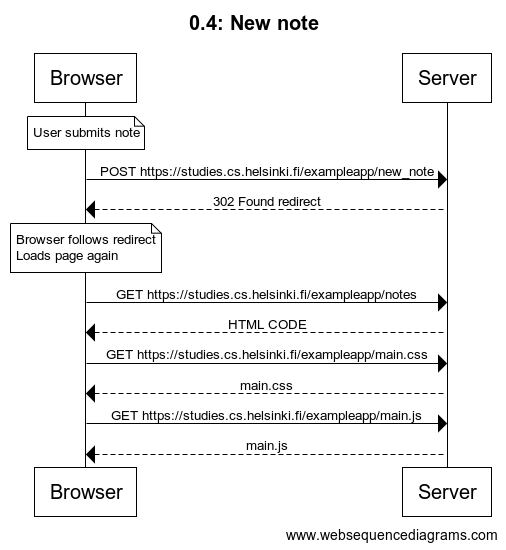 0.4: New note
Browser
Server
User submits note
POST https://studies.cs.helsinki.fi/exampleapp/new_note
302 Found redirect
Browser follows redirect
Loads page again
GET https://studies.cs.helsinki.fi/exampleapp/notes
HTML CODE
GET https://studies.cs.helsinki.fi/exampleapp/main.css
main.css
GET https://studies.cs.helsinki.fi/exampleapp/main.js
main.js
Browser
Server
www.websequencediagrams.com